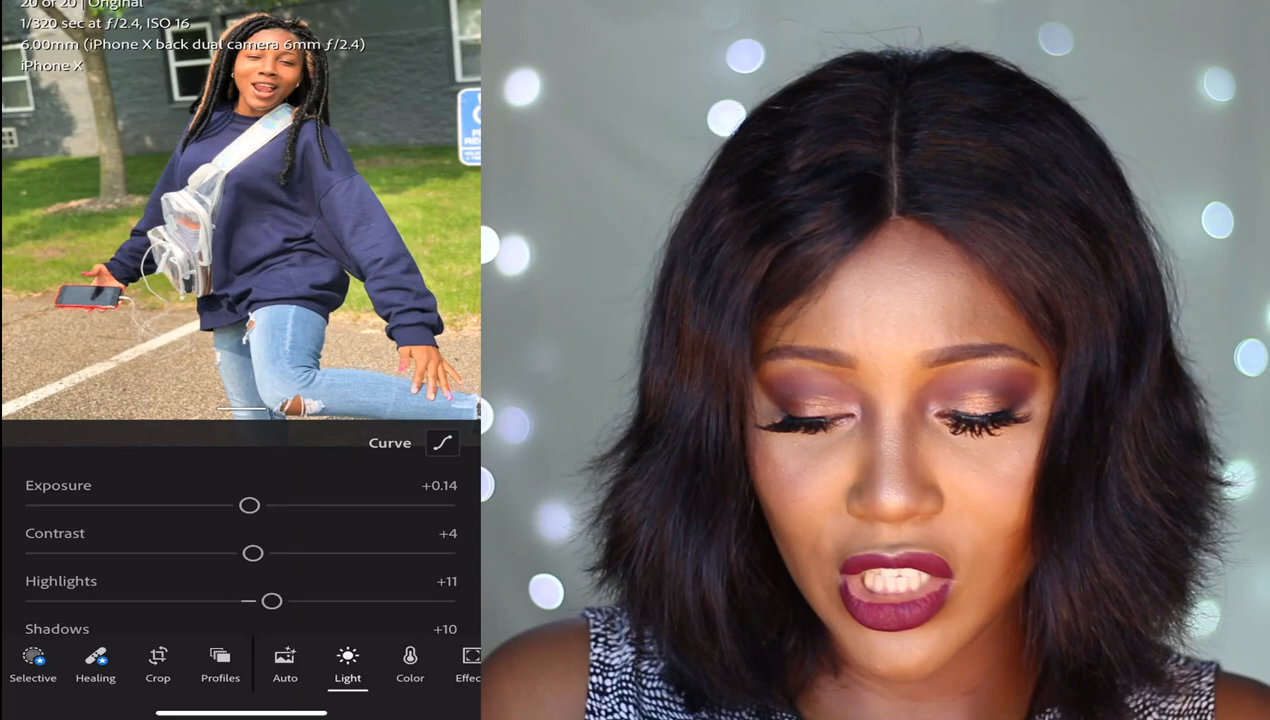 20 of 20 | Original
1/320 sec at ƒ/2.4, ISO 16
6.00mm (iPhone X back dual camera 6mm ƒ/2.4)
iPhone X
Curve
Exposure +0.14
Contrast +4
Highlights +11
Shadows +10
Selective Healing Crop Profiles Auto Light Color Effec